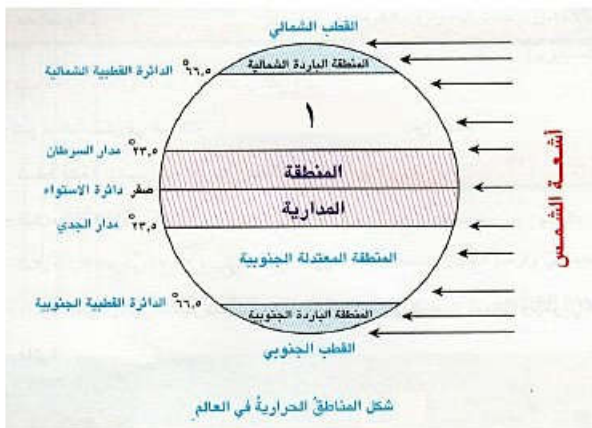 القطب الشمالي
المنطقة الباردة الشمالية
الدائرة القطبية الشمالية ٦٦,٥°
١
مدار السرطان ٢٣,٥°
المنطقة
دائرة الاستواء صفر
المدارية
مدار الجدي ٢٣,٥°
المنطقة المعتدلة الجنوبية
الدائرة القطبية الجنوبية ٦٦,٥°
المنطقة الباردة الجنوبية
القطب الجنوبي
أشعة الشمس
شكل المناطقُ الحراريةُ في العالمِ